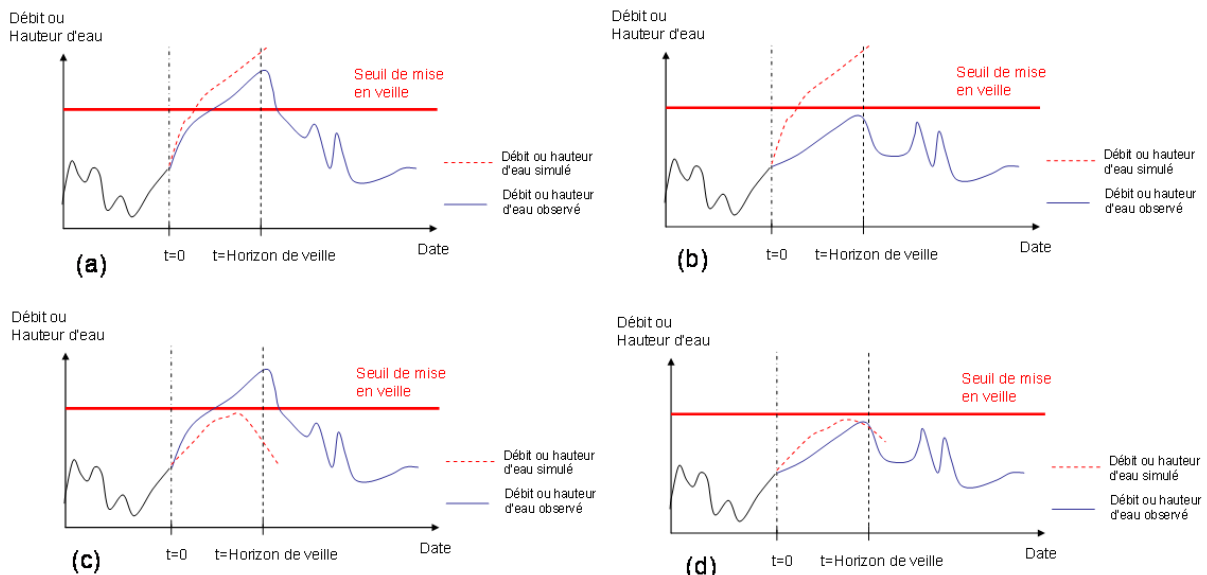 Débit ou
Hauteur d'eau
Seuil de mise
en veille
Débit ou hauteur
d'eau simulé
Débit ou hauteur
d'eau observé
Date
t=0
t=Horizon de veille
(a)
Débit ou
Hauteur d'eau
Seuil de mise
en veille
Débit ou hauteur
d'eau simulé
Débit ou hauteur
d'eau observé
Date
t=0
t=Horizon de veille
(b)
Débit ou
Hauteur d'eau
Seuil de mise
en veille
Débit ou hauteur
d'eau simulé
Débit ou hauteur
d'eau observé
Date
t=0
t=Horizon de veille
(c)
Débit ou
Hauteur d'eau
Seuil de mise
en veille
Débit ou hauteur
d'eau simulé
Débit ou hauteur
d'eau observé
Date
t=0
t=Horizon de veille
(d)